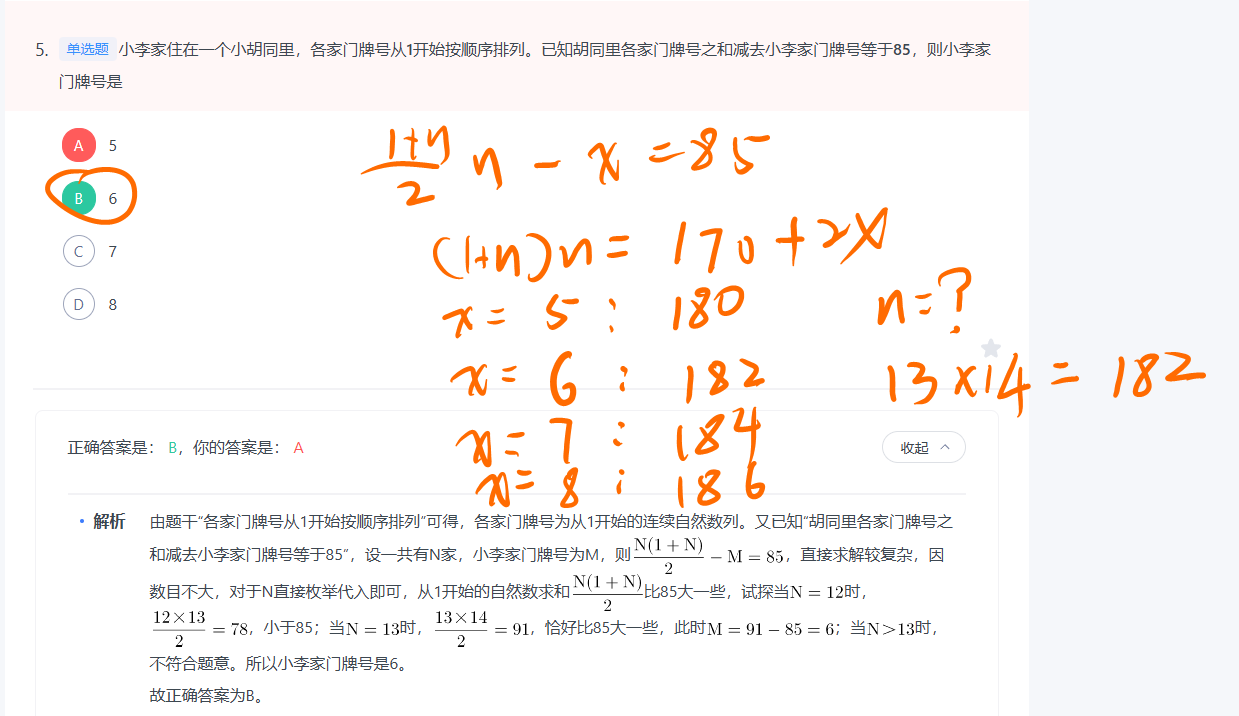 5. 单选题 小李家住在一个小胡同里，各家门牌号从1开始按顺序排列。已知胡同里各家门牌号之和减去小李家门牌号等于85，则小李家
门牌号是
A 5
B 6
C 7
D 8
(1+n)/2 n - x = 85
(1+n)n = 170 + 2x
x = 5 : 180
n = ?
x = 6 : 182
13 × 14 = 182
x = 7 : 184
x = 8 : 186
正确答案是： B，你的答案是： A
收起
• 解析 由题干“各家门牌号从1开始按顺序排列”可得，各家门牌号为从1开始的连续自然数列。又已知“胡同里各家门牌号之
和减去小李家门牌号等于85”，设一共有N家，小李家门牌号为M，则N(1+N)/2 − M = 85，直接求解较复杂，因
数目不大，对于N直接枚举代入即可，从1开始的自然数求和N(1+N)/2比85大一些，试探当N = 12时，
12×13/2 = 78，小于85；当N = 13时，13×14/2 = 91，恰好比85大一些，此时M = 91 − 85 = 6；当N>13时，
不符合题意。所以小李家门牌号是6。
故正确答案为B。